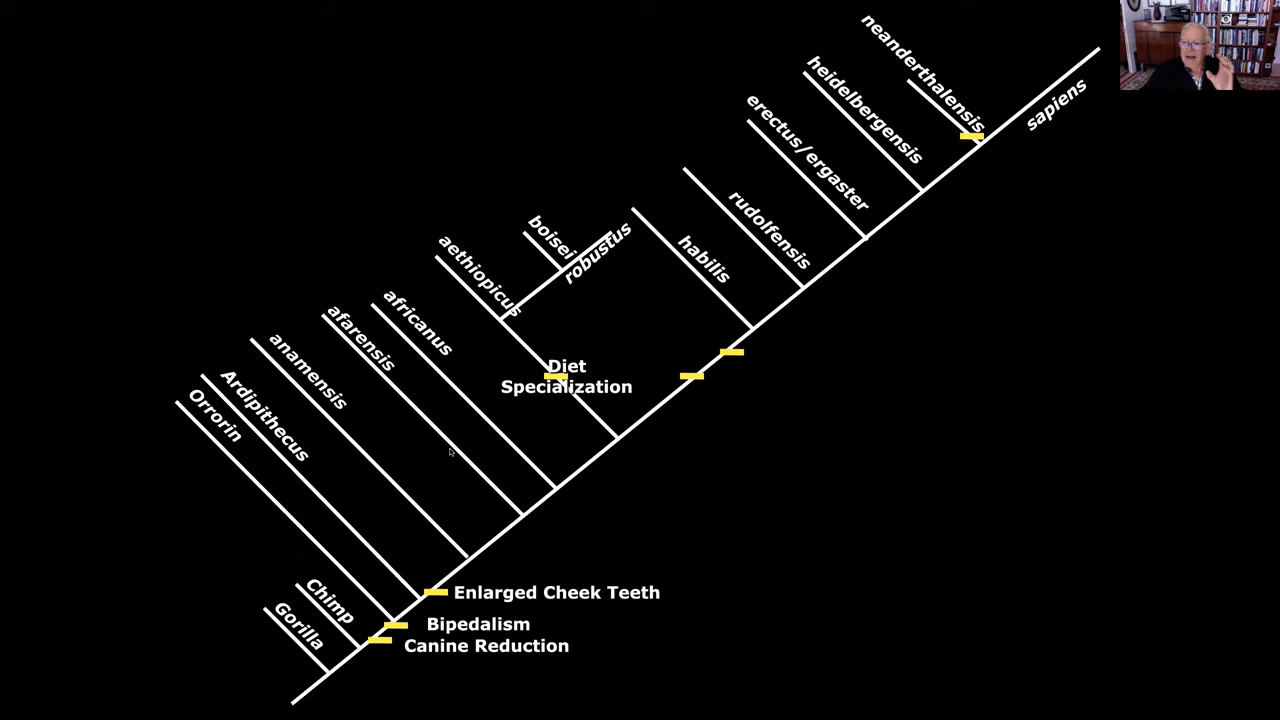 neanderthalensis
heidelbergensis
sapiens
erectus/ergaster
rudolfensis
habilis
boisei
robustus
aethiopicus
africanus
afarensis
anamensis
Ardipithecus
Orrorin
Diet
Specialization
Chimp
Gorilla
Enlarged Cheek Teeth
Bipedalism
Canine Reduction